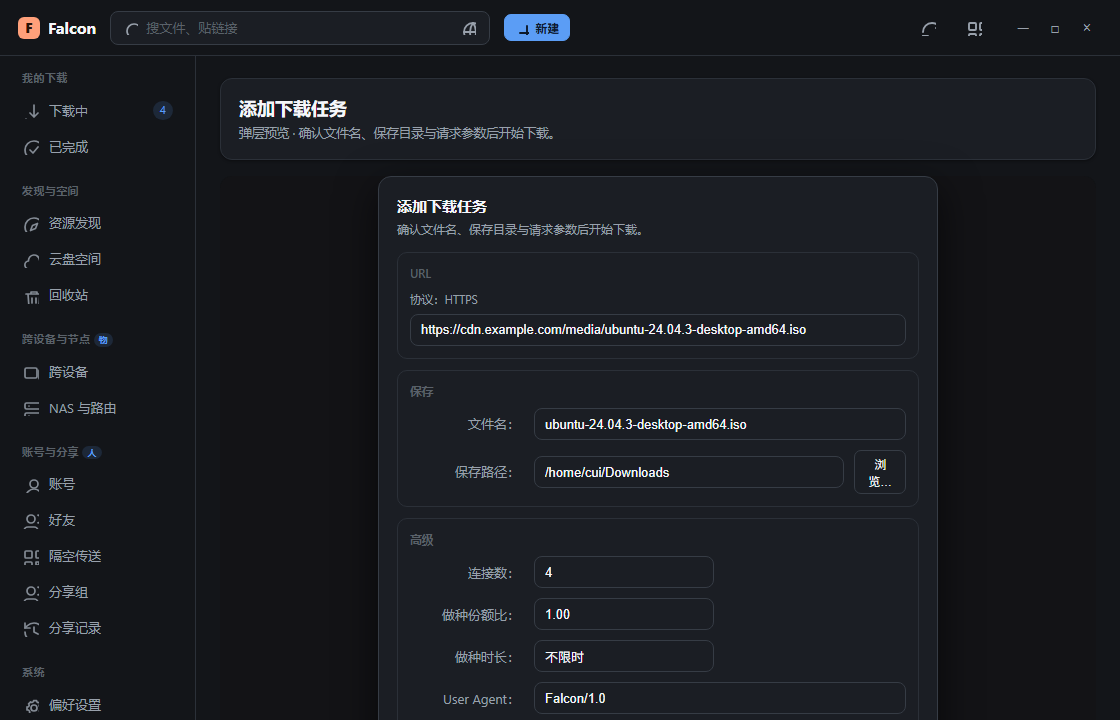 F Falcon
搜文件、贴链接
新建
我的下载
下载中 4
已完成
发现与空间
资源发现
云盘空间
回收站
跨设备与节点 物
跨设备
NAS 与路由
账号与分享 人
账号
好友
隔空传送
分享组
分享记录
系统
偏好设置
添加下载任务
弹层预览 · 确认文件名、保存目录与请求参数后开始下载。
添加下载任务
确认文件名、保存目录与请求参数后开始下载。
URL
协议: HTTPS
https://cdn.example.com/media/ubuntu-24.04.3-desktop-amd64.iso
保存
文件名: ubuntu-24.04.3-desktop-amd64.iso
保存路径: /home/cui/Downloads
浏
览...
高级
连接数: 4
做种份额比: 1.00
做种时长: 不限时
User Agent: Falcon/1.0